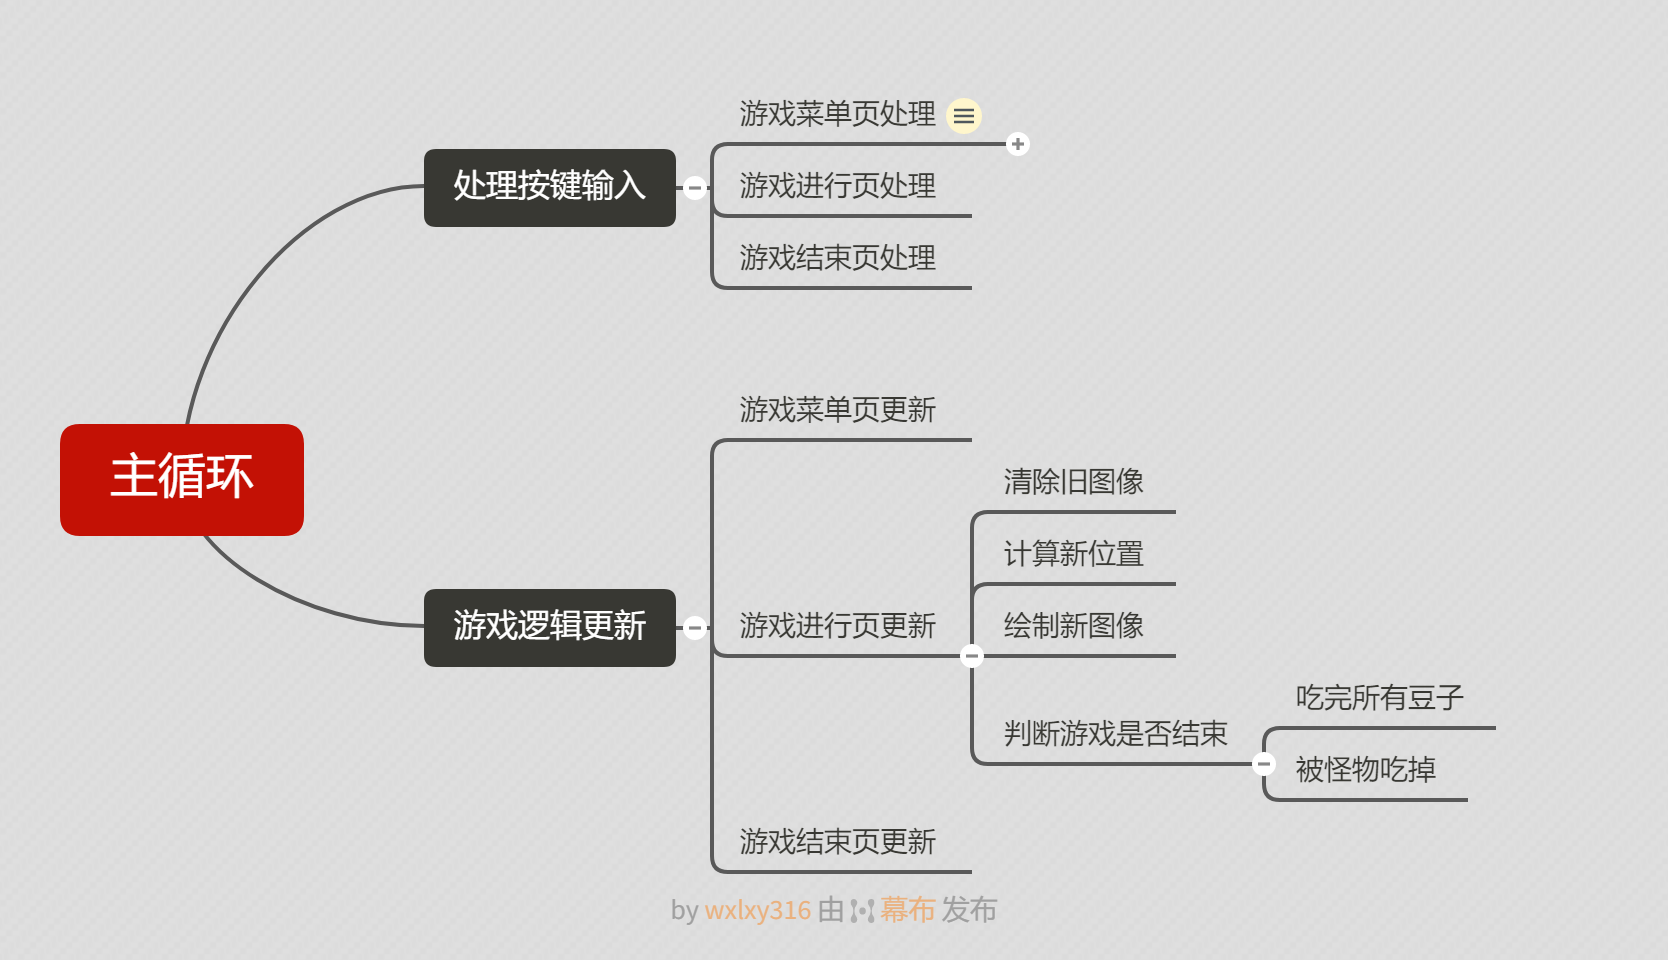 主循环
处理按键输入
游戏菜单页处理
游戏进行页处理
游戏结束页处理
游戏逻辑更新
游戏菜单页更新
游戏进行页更新
清除旧图像
计算新位置
绘制新图像
判断游戏是否结束
吃完所有豆子
被怪物吃掉
游戏结束页更新
by wxlxy316 由 幕布 发布